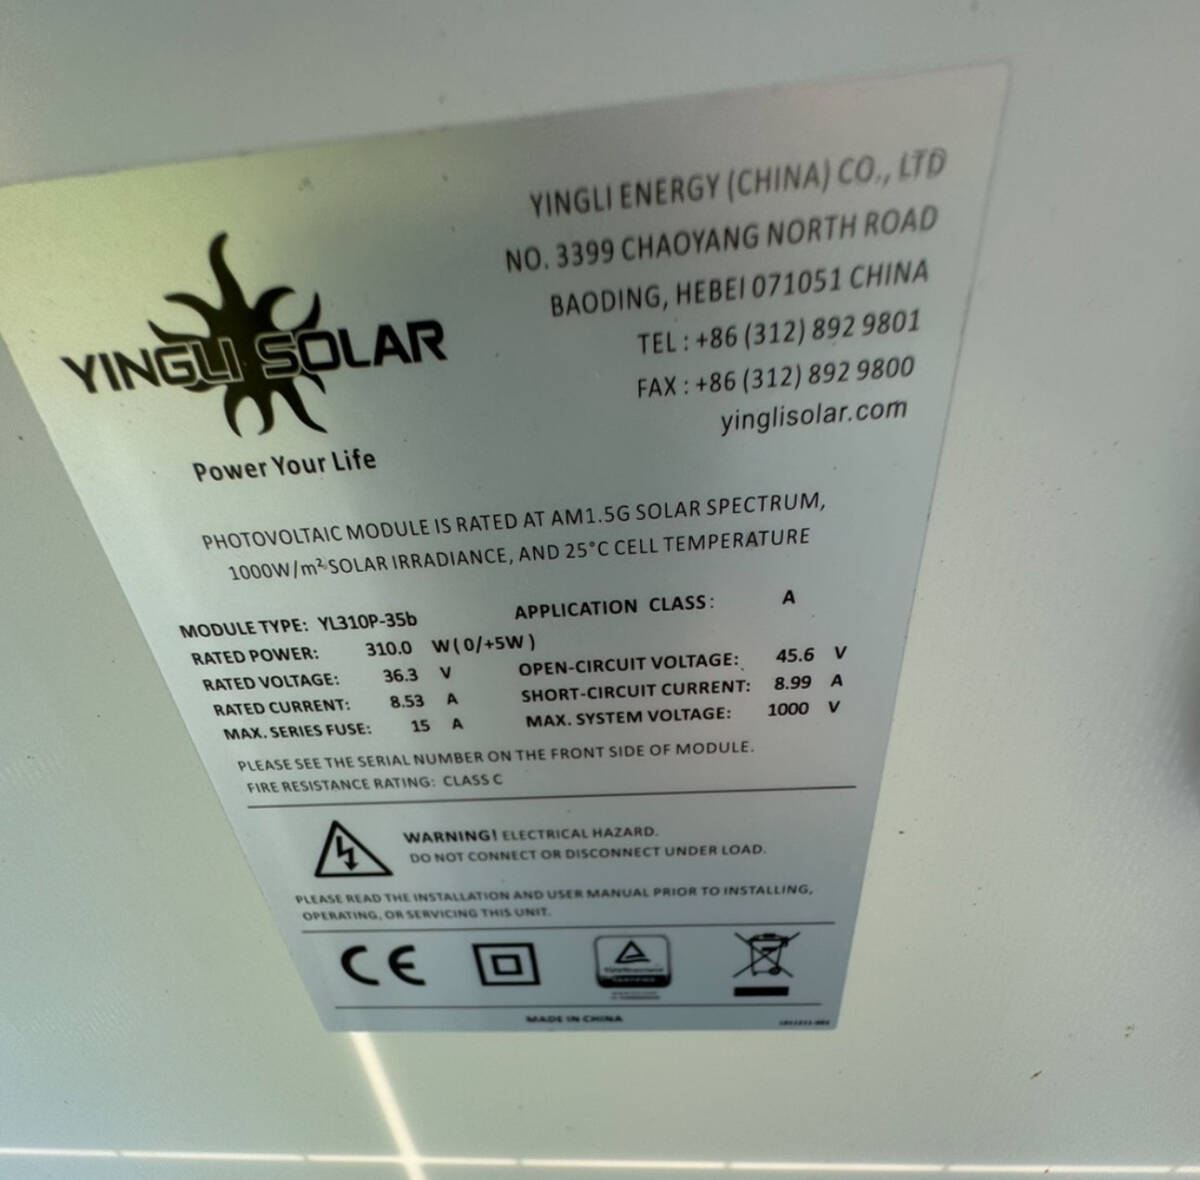 YINGLI SOLAR
Power Your Life
YINGLI ENERGY (CHINA) CO., LTD
NO. 3399 CHAOYANG NORTH ROAD
BAODING, HEBEI 071051 CHINA
TEL : +86 (312) 892 9801
FAX : +86 (312) 892 9800
yinglisolar.com
PHOTOVOLTAIC MODULE IS RATED AT AM1.5G SOLAR SPECTRUM,
1000W/m² SOLAR IRRADIANCE, AND 25°C CELL TEMPERATURE
MODULE TYPE: YL310P-35b APPLICATION CLASS: A
RATED POWER: 310.0 W ( 0/+5W )
RATED VOLTAGE: 36.3 V OPEN-CIRCUIT VOLTAGE: 45.6 V
RATED CURRENT: 8.53 A SHORT-CIRCUIT CURRENT: 8.99 A
MAX. SERIES FUSE: 15 A MAX. SYSTEM VOLTAGE: 1000 V
PLEASE SEE THE SERIAL NUMBER ON THE FRONT SIDE OF MODULE.
FIRE RESISTANCE RATING: CLASS C
WARNING! ELECTRICAL HAZARD.
DO NOT CONNECT OR DISCONNECT UNDER LOAD.
PLEASE READ THE INSTALLATION AND USER MANUAL PRIOR TO INSTALLING,
OPERATING, OR SERVICING THIS UNIT.
CE
MADE IN CHINA